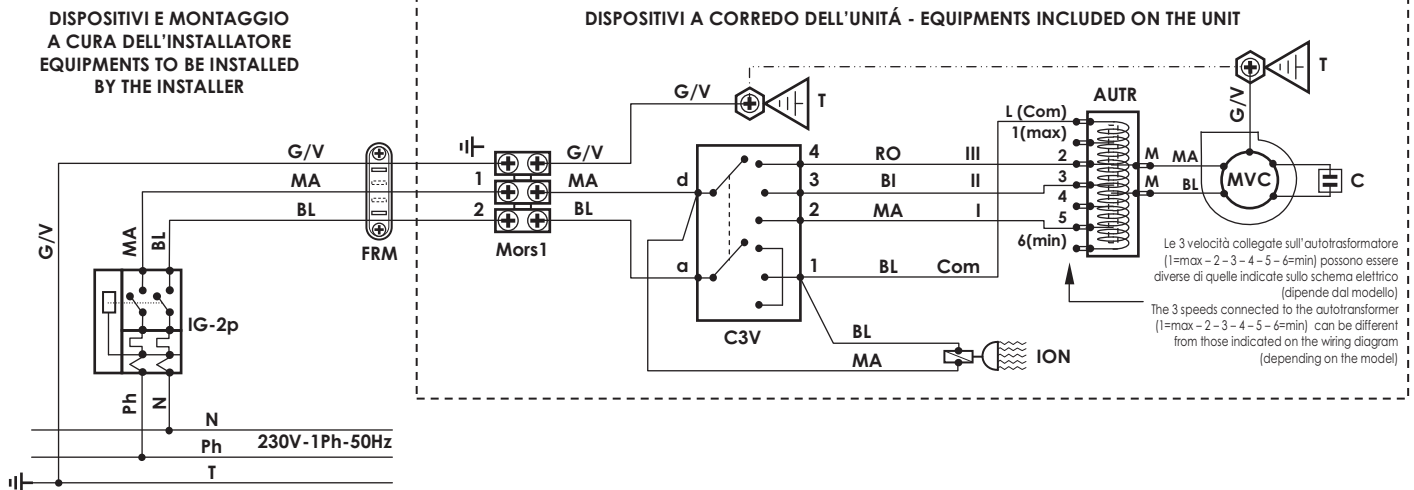 DISPOSITIVI E MONTAGGIO
A CURA DELL'INSTALLATORE
EQUIPMENTS TO BE INSTALLED
BY THE INSTALLER
DISPOSITIVI A CORREDO DELL'UNITÁ - EQUIPMENTS INCLUDED ON THE UNIT
G/V
T
T
G/V
AUTR
L (Com)
1(max)
2
3
4
5
6(min)
G/V
MA
BL
FRM
1
2
G/V
MA
BL
Mors1
d
a
4
3
2
1
C3V
RO
III
BI
II
MA
I
BL
Com
M
MA
M
BL
MVC
C
BL
MA
ION
Le 3 velocità collegate sull'autotrasformatore
(1=max – 2 – 3 – 4 – 5 – 6=min) possono essere
diverse di quelle indicate sullo schema elettrico
(dipende dal modello)
The 3 speeds connected to the autotransformer
(1=max – 2 – 3 – 4 – 5 – 6=min) can be different
from those indicated on the wiring diagram
(depending on the model)
G/V
MA
BL
IG-2p
Ph
N
N
Ph
230V-1Ph-50Hz
T